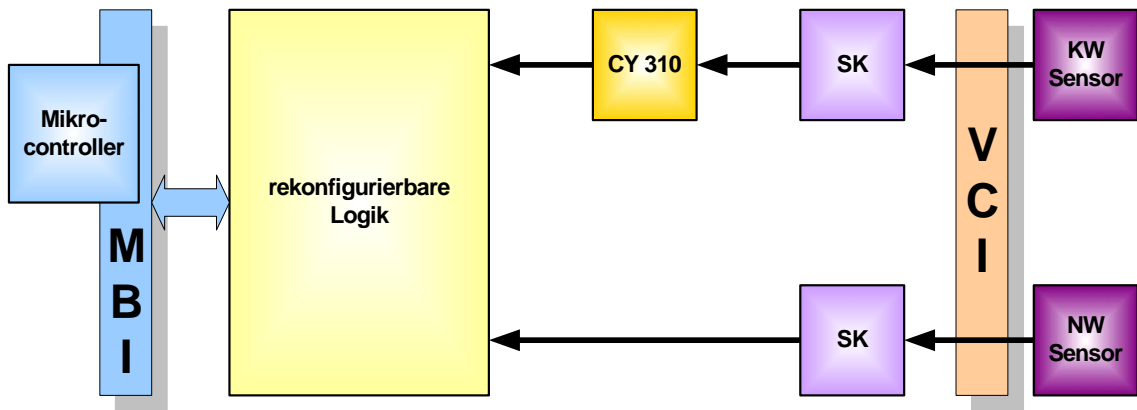 Mikro-
controller
M
B
I
rekonfigurierbare
Logik
CY 310
SK
KW
Sensor
V
C
I
SK
NW
Sensor